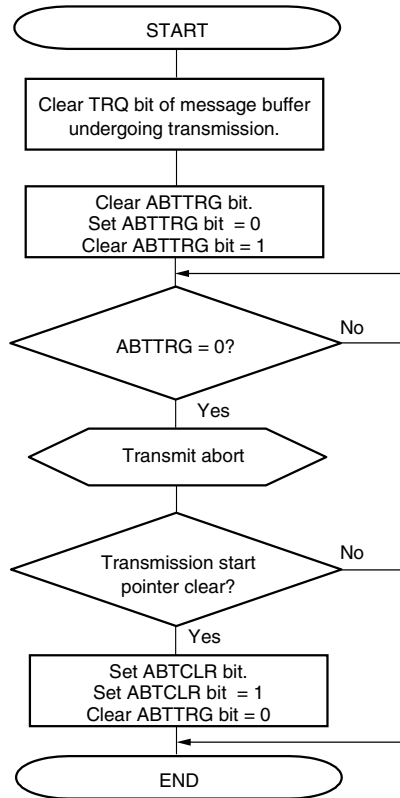 START
Clear TRQ bit of message buffer
undergoing transmission.
Clear ABTTRG bit.
Set ABTTRG bit = 0
Clear ABTTRG bit = 1
ABTTRG = 0?
No
Yes
Transmit abort
Transmission start
pointer clear?
No
Yes
Set ABTCLR bit.
Set ABTCLR bit = 1
Clear ABTTRG bit = 0
END